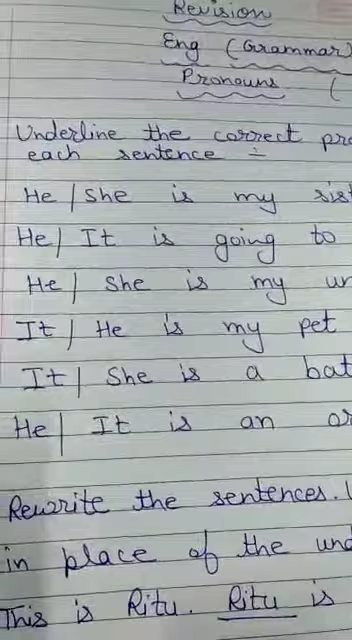 Revision
Eng (Grammar)
Pronouns (
Underline the correct
each sentence :-
He | She is my
He | It is going to
He | She is my
It | He is my pet
It | She is a bat
He | It is an
Rewrite the sentences.
in place of the
This is Ritu. Ritu is